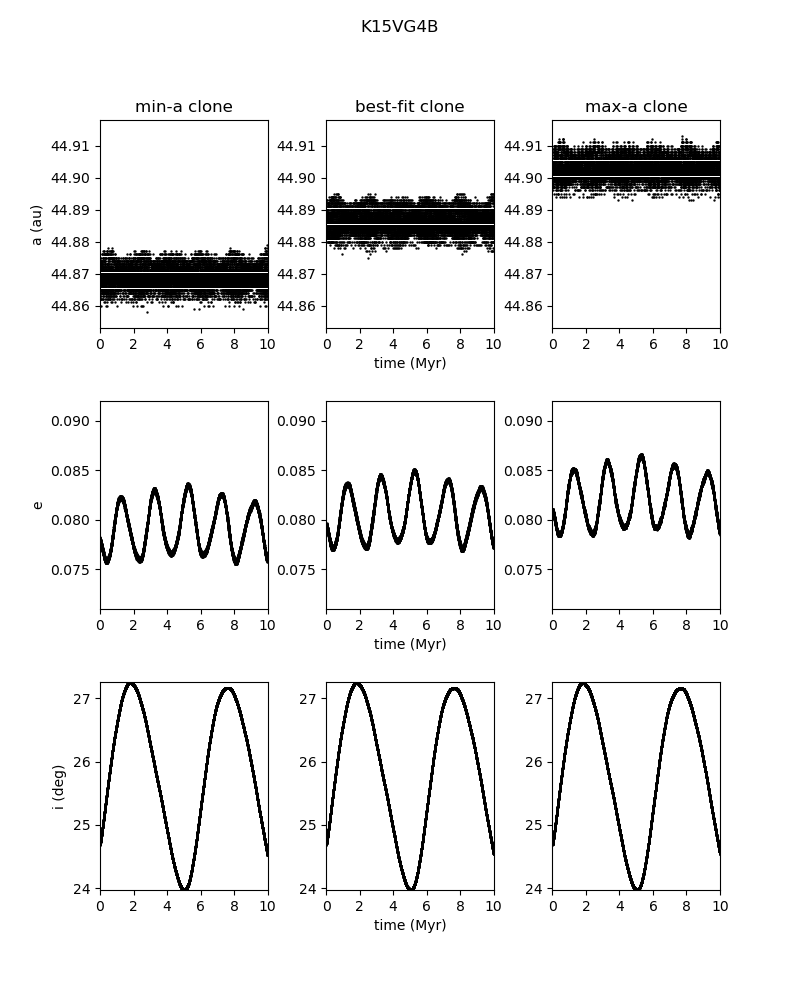 K15VG4B
min-a clone best-fit clone max-a clone
44.91 44.91 44.91
44.90 44.90 44.90
44.89 44.89 44.89
44.88 44.88 44.88
44.87 44.87 44.87
44.86 44.86 44.86
a (au)
0 2 4 6 8 10 0 2 4 6 8 10 0 2 4 6 8 10
time (Myr)
0.090 0.090 0.090
0.085 0.085 0.085
0.080 0.080 0.080
0.075 0.075 0.075
e
0 2 4 6 8 10 0 2 4 6 8 10 0 2 4 6 8 10
time (Myr)
27 27 27
26 26 26
25 25 25
24 24 24
i (deg)
0 2 4 6 8 10 0 2 4 6 8 10 0 2 4 6 8 10
time (Myr)